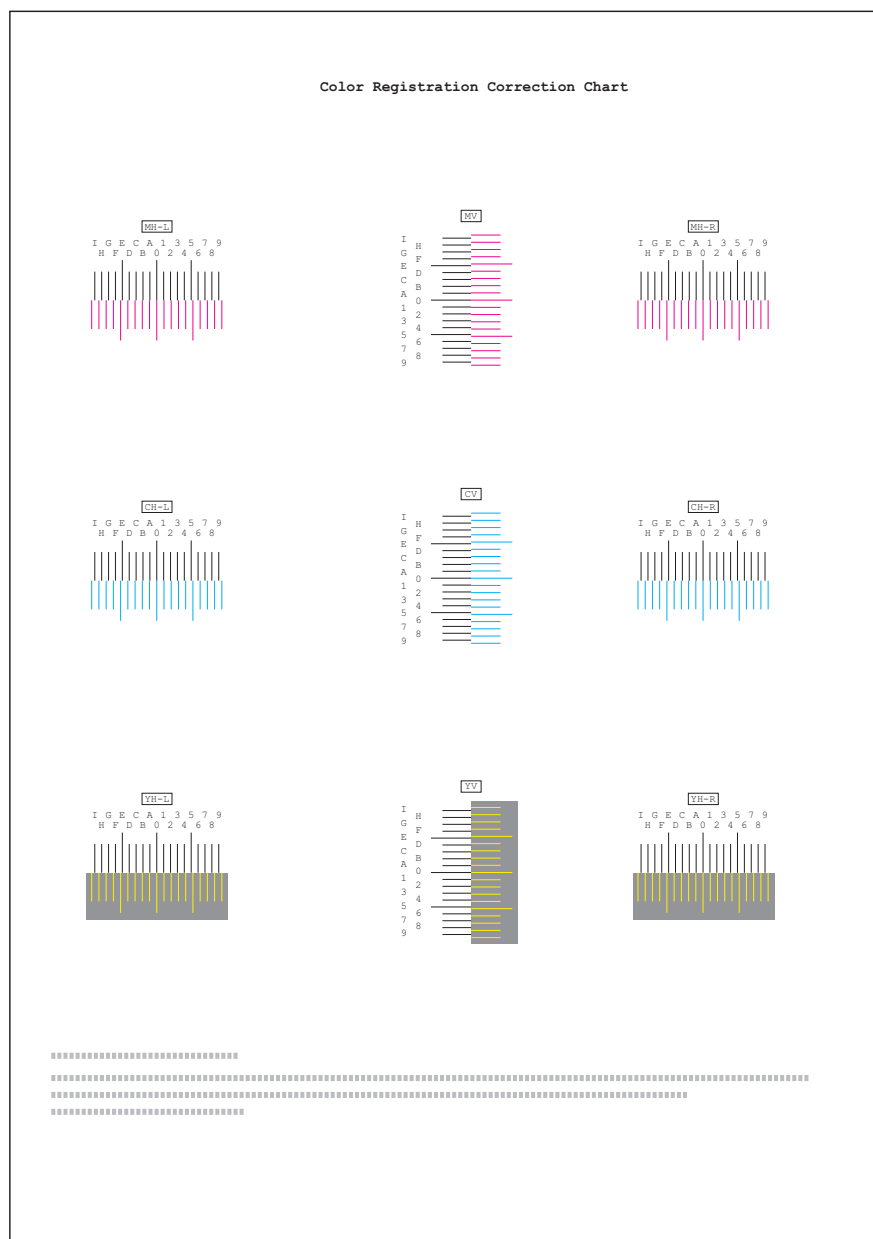 Color Registration Correction Chart
MH-L
I G E C A 1 3 5 7 9
H F D B 0 2 4 6 8
MV
I
H
G
F
E
D
C
B
A
0
1
2
3
4
5
6
7
8
9
MH-R
I G E C A 1 3 5 7 9
H F D B 0 2 4 6 8
CH-L
I G E C A 1 3 5 7 9
H F D B 0 2 4 6 8
CV
I
H
G
F
E
D
C
B
A
0
1
2
3
4
5
6
7
8
9
CH-R
I G E C A 1 3 5 7 9
H F D B 0 2 4 6 8
YH-L
I G E C A 1 3 5 7 9
H F D B 0 2 4 6 8
YV
I
H
G
F
E
D
C
B
A
0
1
2
3
4
5
6
7
8
9
YH-R
I G E C A 1 3 5 7 9
H F D B 0 2 4 6 8